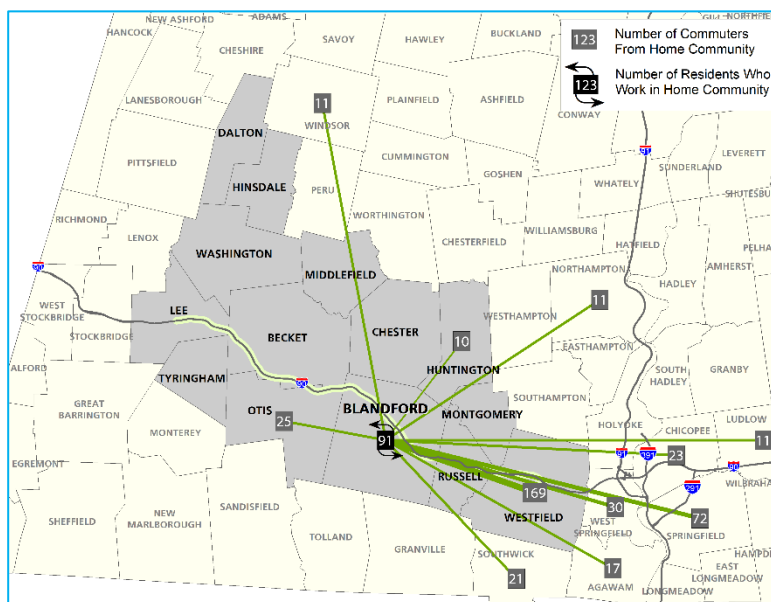 NEW ASHFORD
ADAMS
HANCOCK
SAVOY
HAWLEY
BUCKLAND
CHESHIRE
123
Number of Commuters
From Home Community
123
Number of Residents Who
Work in Home Community
LANESBOROUGH
11
WINDSOR
PLAINFIELD
ASHFIELD
CONWAY
DALTON
PITTSFIELD
CUMMINGTON
91
LEVERETT
SUNDERLAND
HINSDALE
PERU
GOSHEN
WHATELY
SHUTESBU
RICHMOND
WORTHINGTON
LENOX
CHESTERFIELD
WILLIAMSBURG
HATFIELD
PELHA
WASHINGTON
MIDDLEFIELD
NORTHAMPTON
AMHERST
90
HADLEY
WEST
STOCKBRIDGE
LEE
STOCKBRIDGE
BECKET
CHESTER
WESTHAMPTON
11
10
EASTHAMPTON
ALFORD
TYRINGHAM
90
HUNTINGTON
SOUTH
HADLEY
GRANBY
GREAT
BARRINGTON
OTIS
BLANDFORD
MONTGOMERY
SOUTHAMPTON
MONTEREY
25
HOLYOKE
CHICOPEE
LUDLOW
91
11
EGREMONT
91
391
23
90
RUSSELL
169
291
WILBRAHA
SHEFFIELD
NEW
MARLBOROUGH
SANDISFIELD
WESTFIELD
30
72
WEST
SPRINGFIELD
SPRINGFIELD
TOLLAND
GRANVILLE
SOUTHWICK
17
HAMPD
21
AGAWAM
EAST
LONGMEADOW
LONGMEADOW